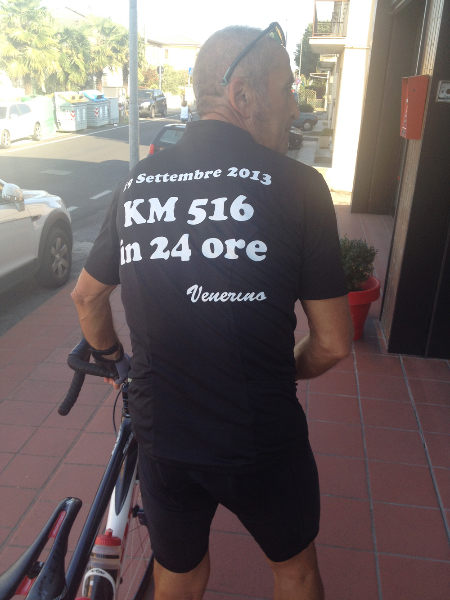 Settembre 2013
KM 516
in 24 ore
Venerino